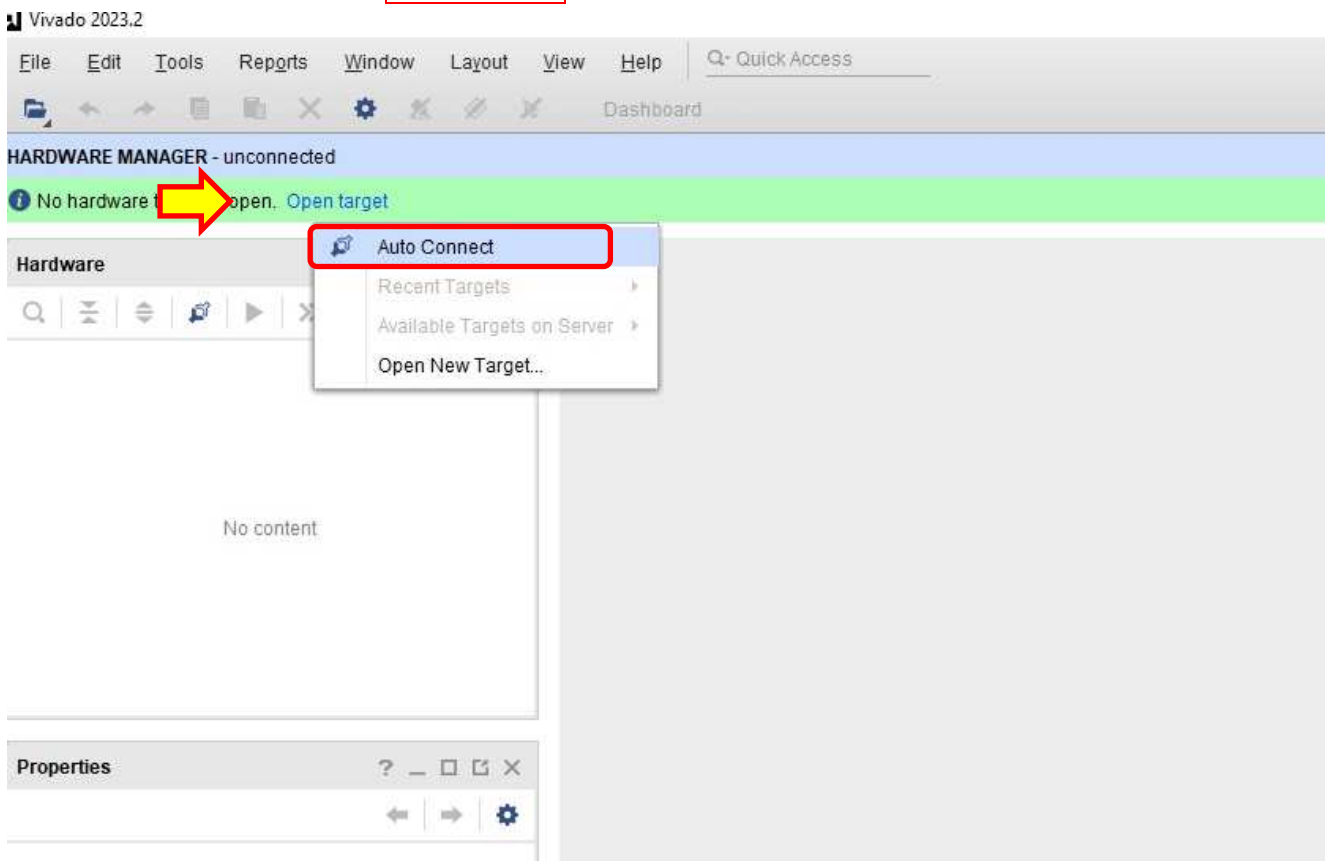 Vivado 2023.2
File Edit Tools Reports Window Layout View Help Quick Access
Dashboard
HARDWARE MANAGER - unconnected
No hardware t open. Open target
Auto Connect
Hardware
Recent Targets
Available Targets on Server
Open New Target...
No content
Properties